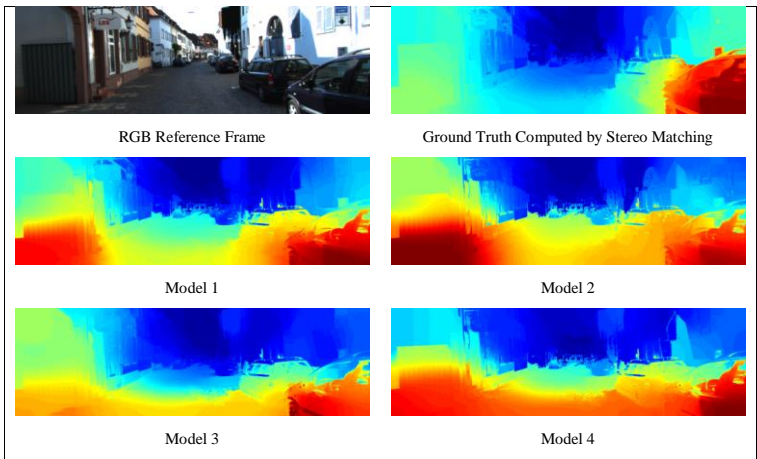 RGB Reference Frame
Ground Truth Computed by Stereo Matching
Model 1
Model 2
Model 3
Model 4